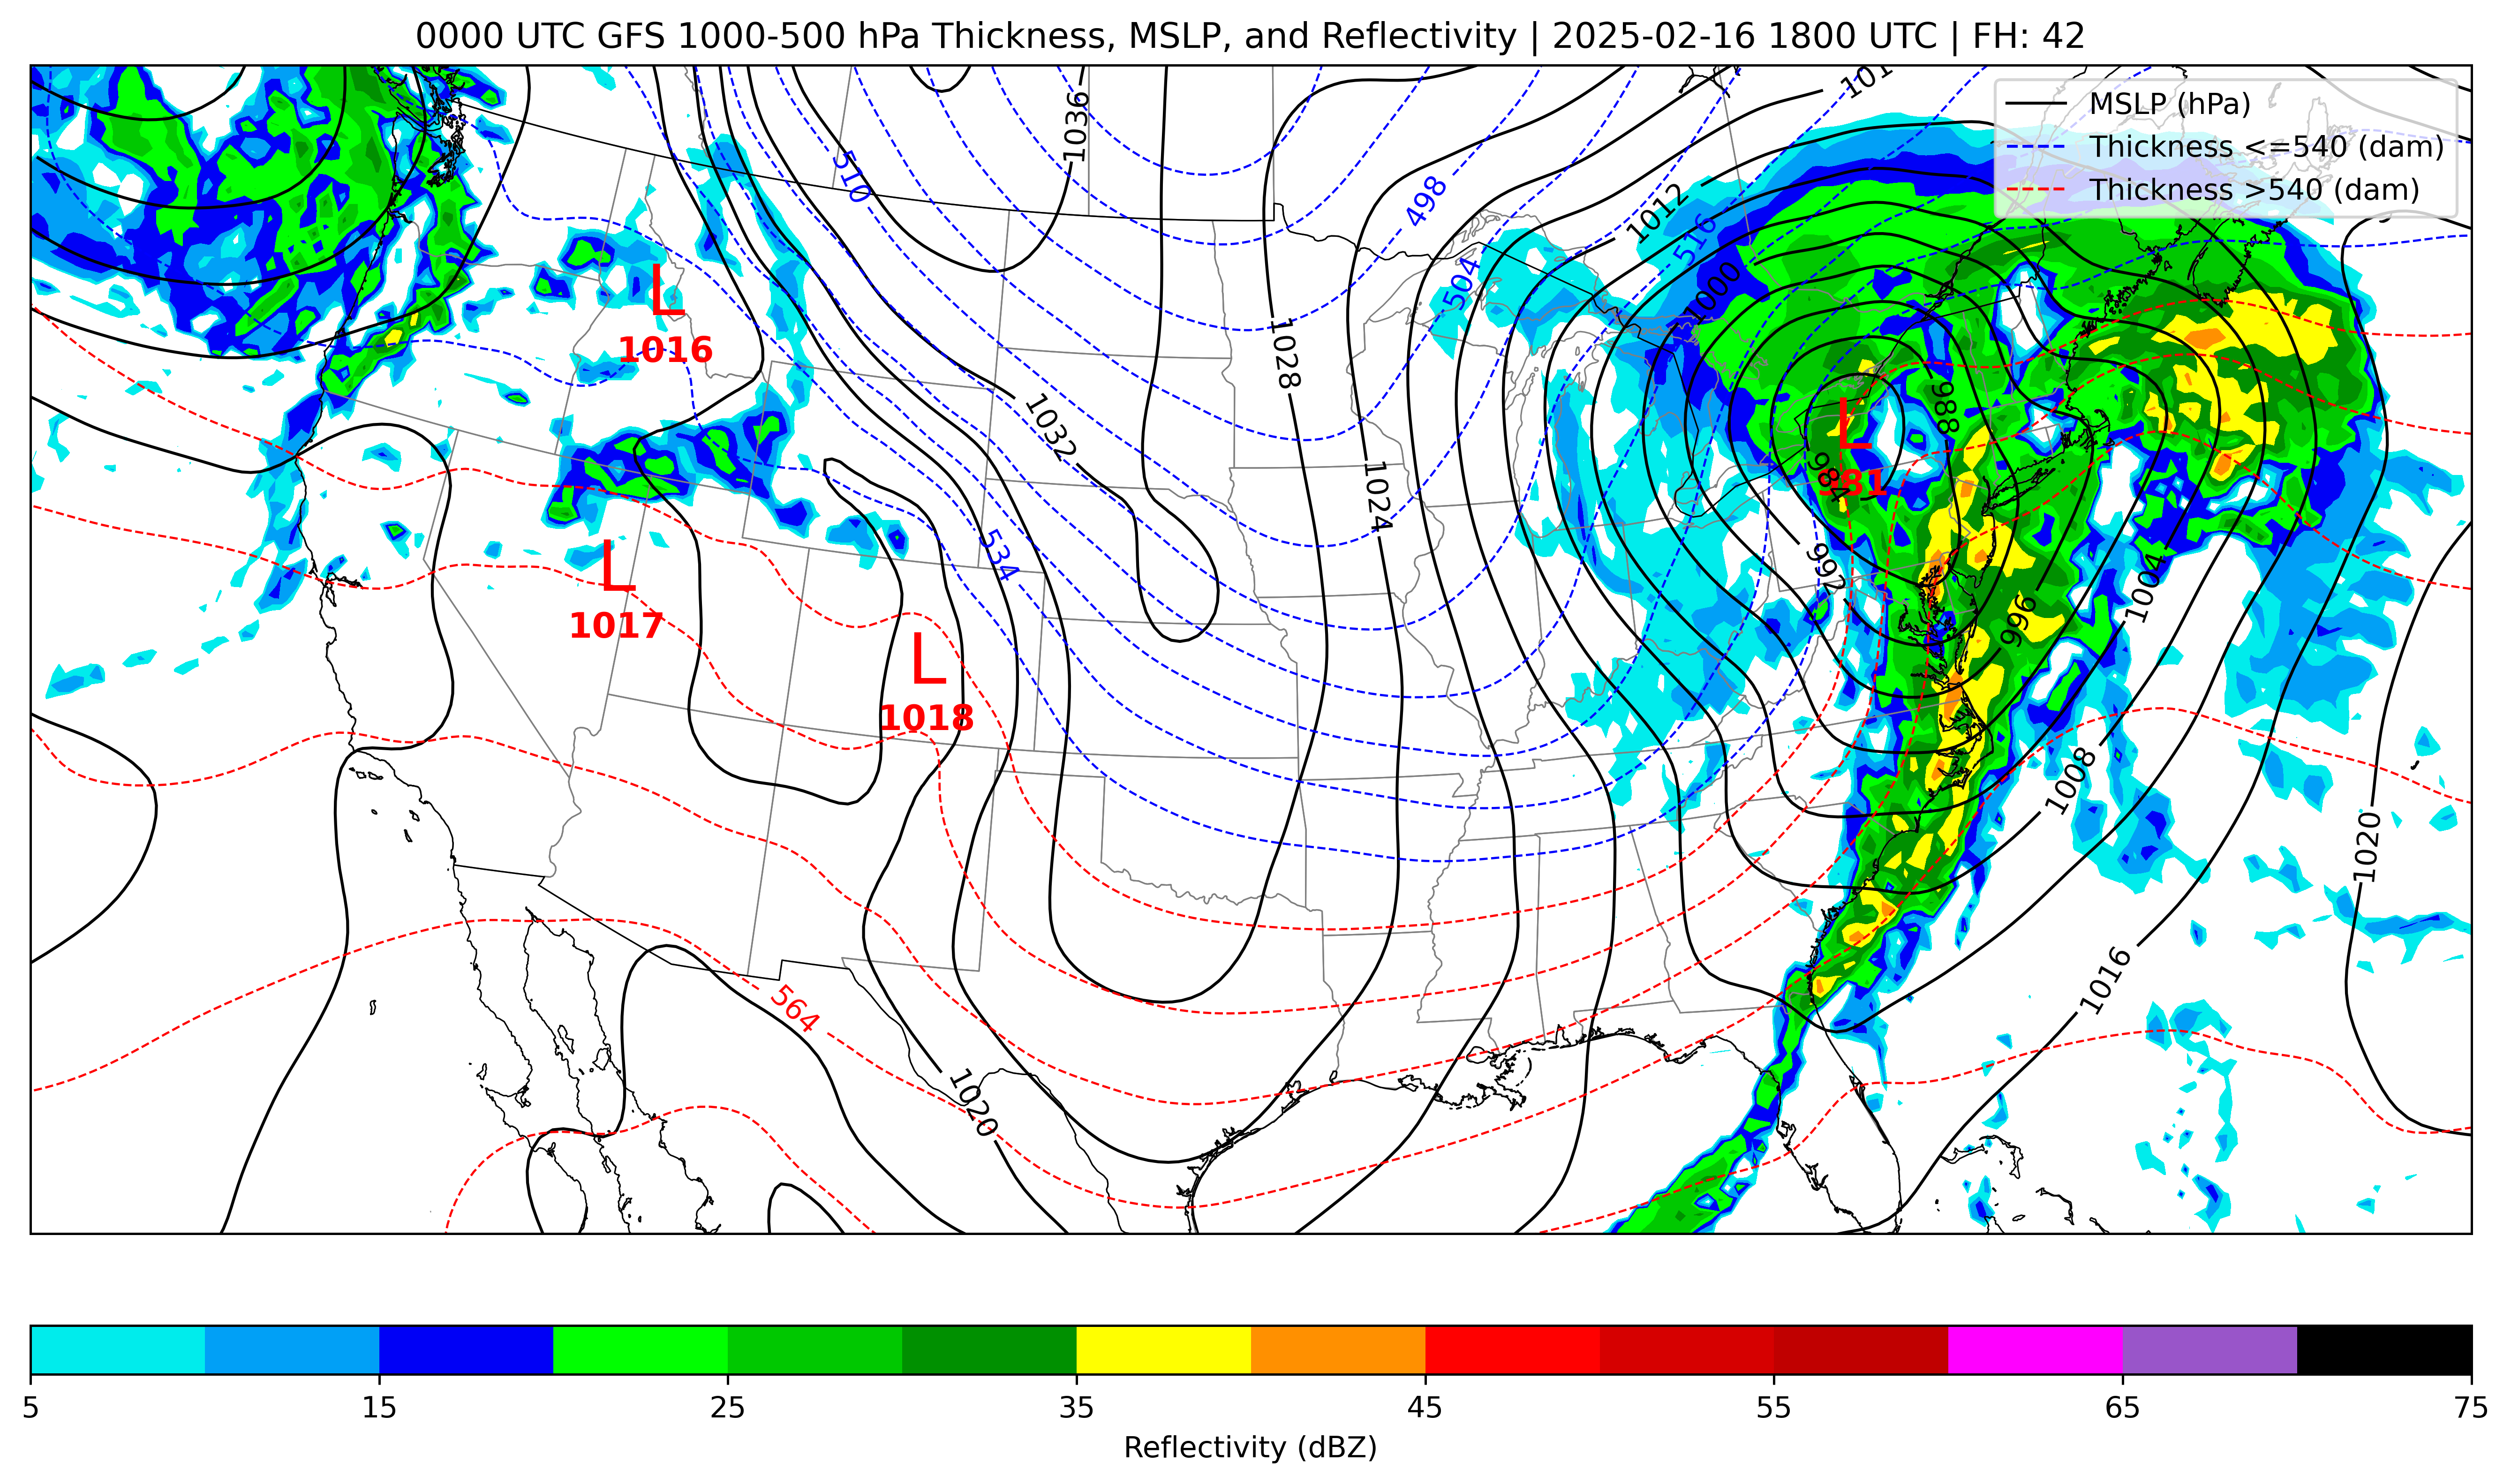 0000 UTC GFS 1000-500 hPa Thickness, MSLP, and Reflectivity | 2025-02-16 1800 UTC | FH: 42
MSLP (hPa)
Thickness <=540 (dam)
Thickness >540 (dam)
1036
510
498
1012
516
504
1000
L
1016
1028
1032
L
981
988
984
1024
534
992
L
1017
996
1004
L
1018
1008
1020
564
1016
1020
5 15 25 35 45 55 65 75
Reflectivity (dBZ)